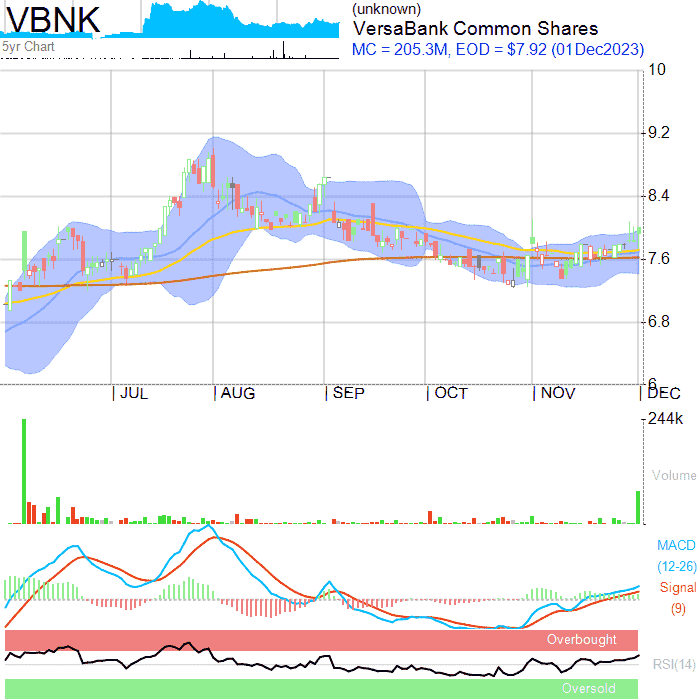 VBNK
5yr Chart
(unknown)
VersaBank Common Shares
MC = 205.3M, EOD = $7.92 (01Dec2023)
10
9.2
8.4
7.6
6.8
6
JUL AUG SEP OCT NOV DEC
244k
Volume
MACD
(12-26)
Signal
(9)
Overbought
RSI(14)
Oversold